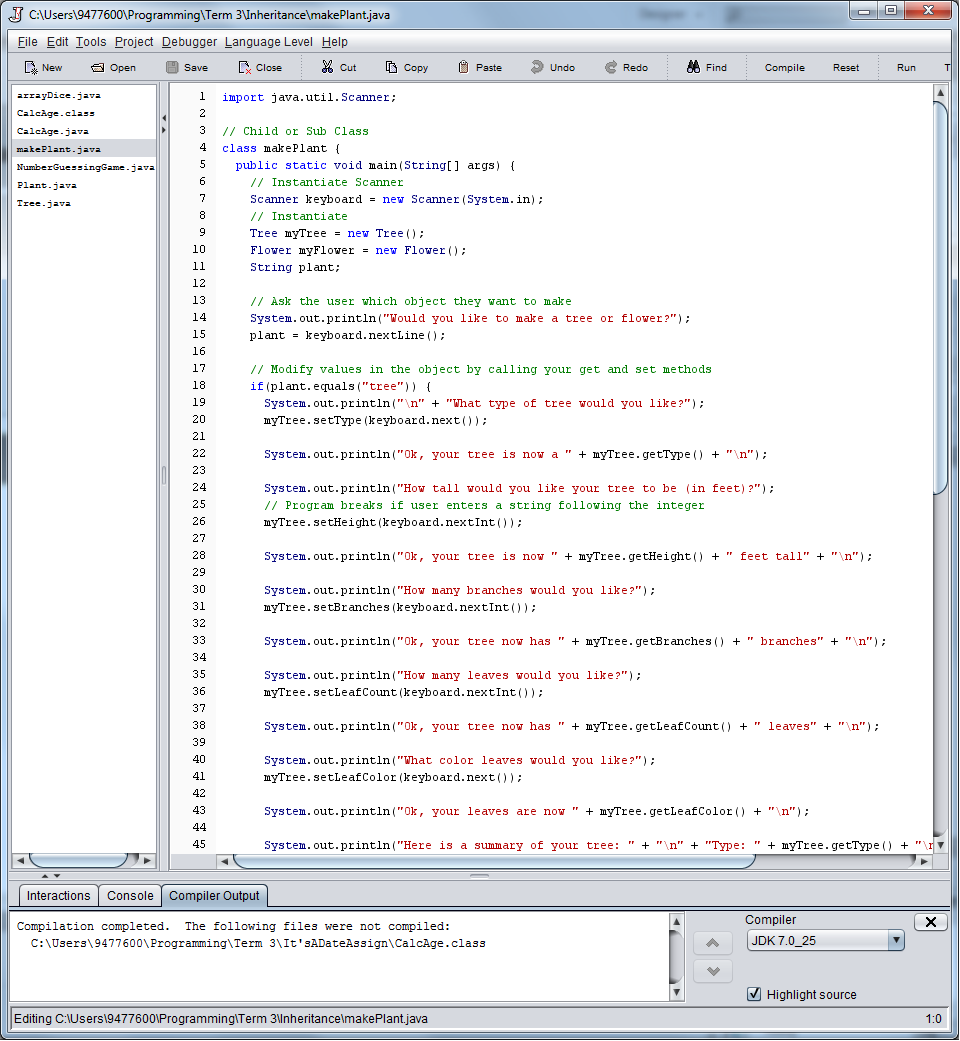 C:\Users\9477600\Programming\Term 3\Inheritance\makePlant.java
File Edit Tools Project Debugger Language Level Help
New Open Save Close Cut Copy Paste Undo Redo Find Compile Reset Run T
arrayDice.java
CalcAge.class
CalcAge.java
makePlant.java
NumberGuessingGame.java
Plant.java
Tree.java
1 import java.util.Scanner;
2
3 // Child or Sub Class
4 class makePlant {
5 public static void main(String[] args) {
6 // Instantiate Scanner
7 Scanner keyboard = new Scanner(System.in);
8 // Instantiate
9 Tree myTree = new Tree();
10 Flower myFlower = new Flower();
11 String plant;
12
13 // Ask the user which object they want to make
14 System.out.println("Would you like to make a tree or flower?");
15 plant = keyboard.nextLine();
16
17 // Modify values in the object by calling your get and set methods
18 if(plant.equals("tree")) {
19 System.out.println("\n" + "What type of tree would you like?");
20 myTree.setType(keyboard.next());
21
22 System.out.println("Ok, your tree is now a " + myTree.getType() + "\n");
23
24 System.out.println("How tall would you like your tree to be (in feet)?");
25 // Program breaks if user enters a string following the integer
26 myTree.setHeight(keyboard.nextInt());
27
28 System.out.println("Ok, your tree is now " + myTree.getHeight() + " feet tall" + "\n");
29
30 System.out.println("How many branches would you like?");
31 myTree.setBranches(keyboard.nextInt());
32
33 System.out.println("Ok, your tree now has " + myTree.getBranches() + " branches" + "\n");
34
35 System.out.println("How many leaves would you like?");
36 myTree.setLeafCount(keyboard.nextInt());
37
38 System.out.println("Ok, your tree now has " + myTree.getLeafCount() + " leaves" + "\n");
39
40 System.out.println("What color leaves would you like?");
41 myTree.setLeafColor(keyboard.next());
42
43 System.out.println("Ok, your leaves are now " + myTree.getLeafColor() + "\n");
44
45 System.out.println("Here is a summary of your tree: " + "\n" + "Type: " + myTree.getType() + "\n
Interactions Console Compiler Output
Compilation completed. The following files were not compiled:
C:\Users\9477600\Programming\Term 3\It'sADateAssign\CalcAge.class
Compiler
JDK 7.0_25
Highlight source
Editing C:\Users\9477600\Programming\Term 3\Inheritance\makePlant.java 1:0